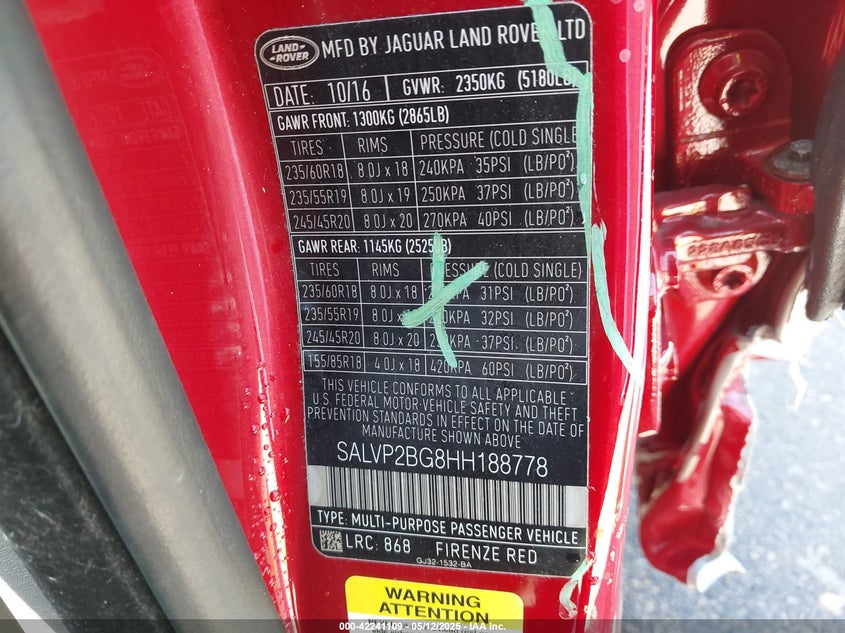 LAND-ROVER
MFD BY JAGUAR LAND ROVER LTD
DATE: 10/16 GVWR: 2350KG (5180LB)
GAWR FRONT: 1300KG (2865LB)
TIRES RIMS PRESSURE (COLD SINGLE)
235/60R18 8.0J x 18 240KPA 35PSI (LB/PO²)
235/55R19 8.0J x 19 250KPA 37PSI (LB/PO²)
245/45R20 8.0J x 20 270KPA 40PSI (LB/PO²)
GAWR REAR: 1145KG (2525LB)
TIRES RIMS PRESSURE (COLD SINGLE)
235/60R18 8.0J x 18 31PSI (LB/PO²)
235/55R19 8.0J x 32PSI (LB/PO²)
245/45R20 8.0J x 20 37PSI (LB/PO²)
155/85R18 4.0J x 18 420KPA 60PSI (LB/PO²)
THIS VEHICLE CONFORMS TO ALL APPLICABLE
U.S. FEDERAL MOTOR-VEHICLE SAFETY AND THEFT
PREVENTION STANDARDS IN EFFECT ON THE DATE OF
MANUFACTURE SHOWN ABOVE
SALVP2BG8HH188778
TYPE: MULTI-PURPOSE PASSENGER VEHICLE
LRC: 868 FIRENZE RED
GJ32-1532-BA
WARNING
ATTENTION
000-42241109 - 05/12/2025 - IAA Inc.